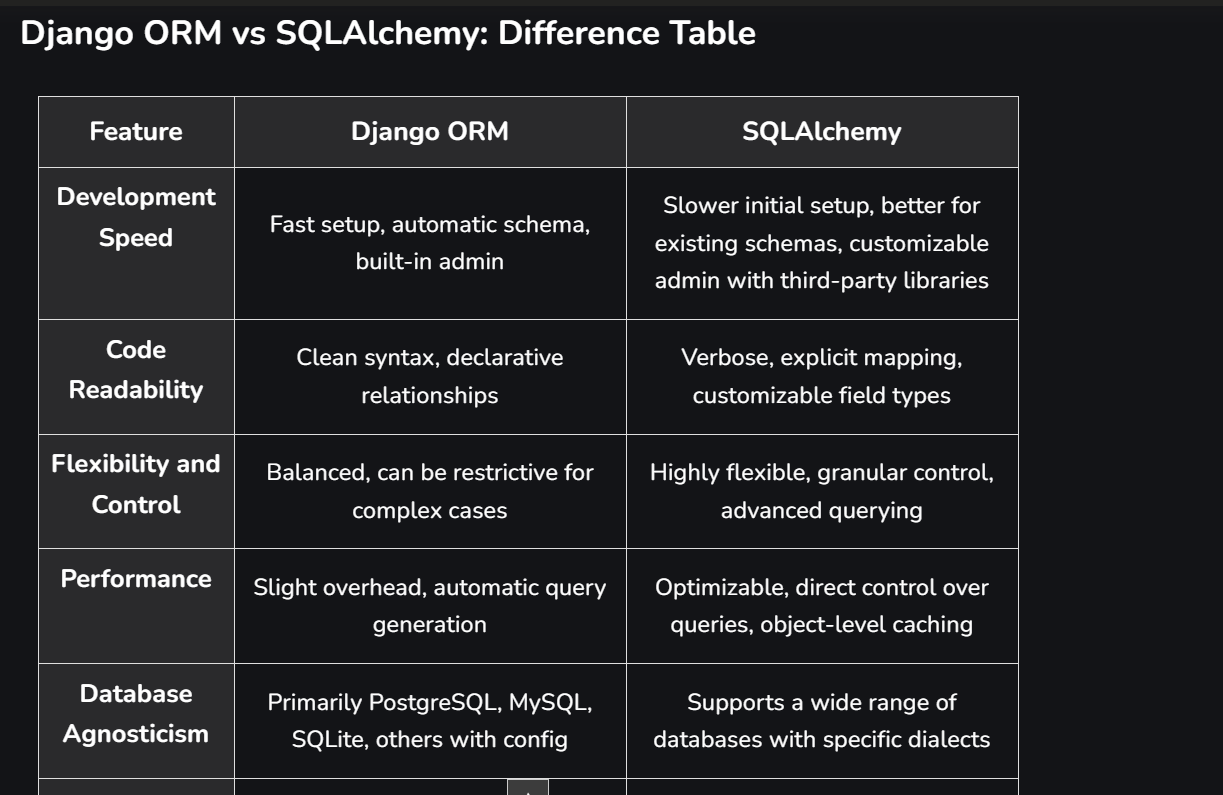 Django ORM vs SQLAlchemy: Difference Table
Feature
Django ORM
SQLAlchemy
Development
Speed
Fast setup, automatic schema,
built-in admin
Slower initial setup, better for
existing schemas, customizable
admin with third-party libraries
Code
Readability
Clean syntax, declarative
relationships
Verbose, explicit mapping,
customizable field types
Flexibility and
Control
Balanced, can be restrictive for
complex cases
Highly flexible, granular control,
advanced querying
Performance
Slight overhead, automatic query
generation
Optimizable, direct control over
queries, object-level caching
Database
Agnosticism
Primarily PostgreSQL, MySQL,
SQLite, others with config
Supports a wide range of
databases with specific dialects